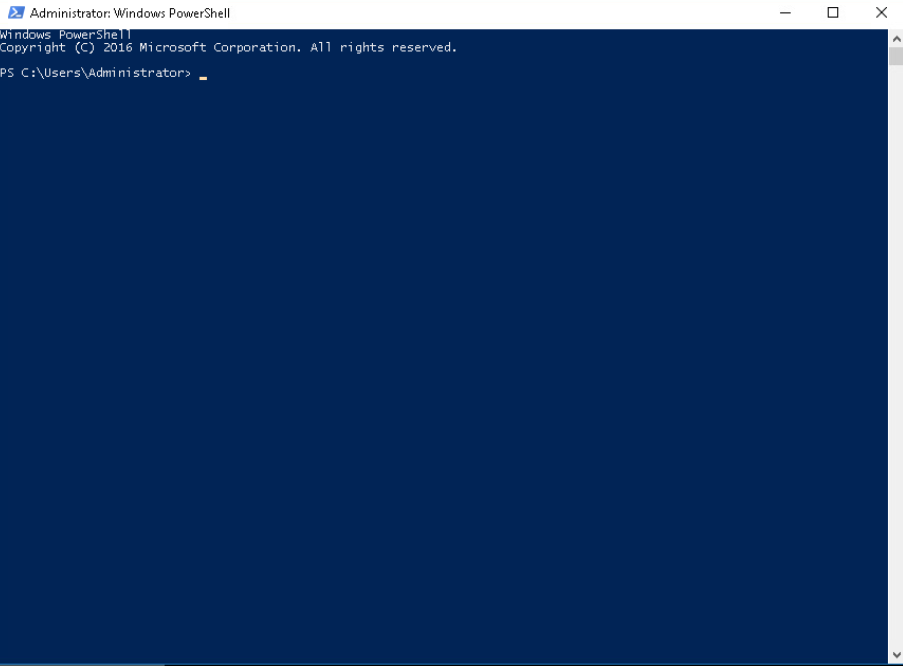 Administrator: Windows PowerShell
Windows PowerShell
Copyright (C) 2016 Microsoft Corporation. All rights reserved.
PS C:\Users\Administrator> _